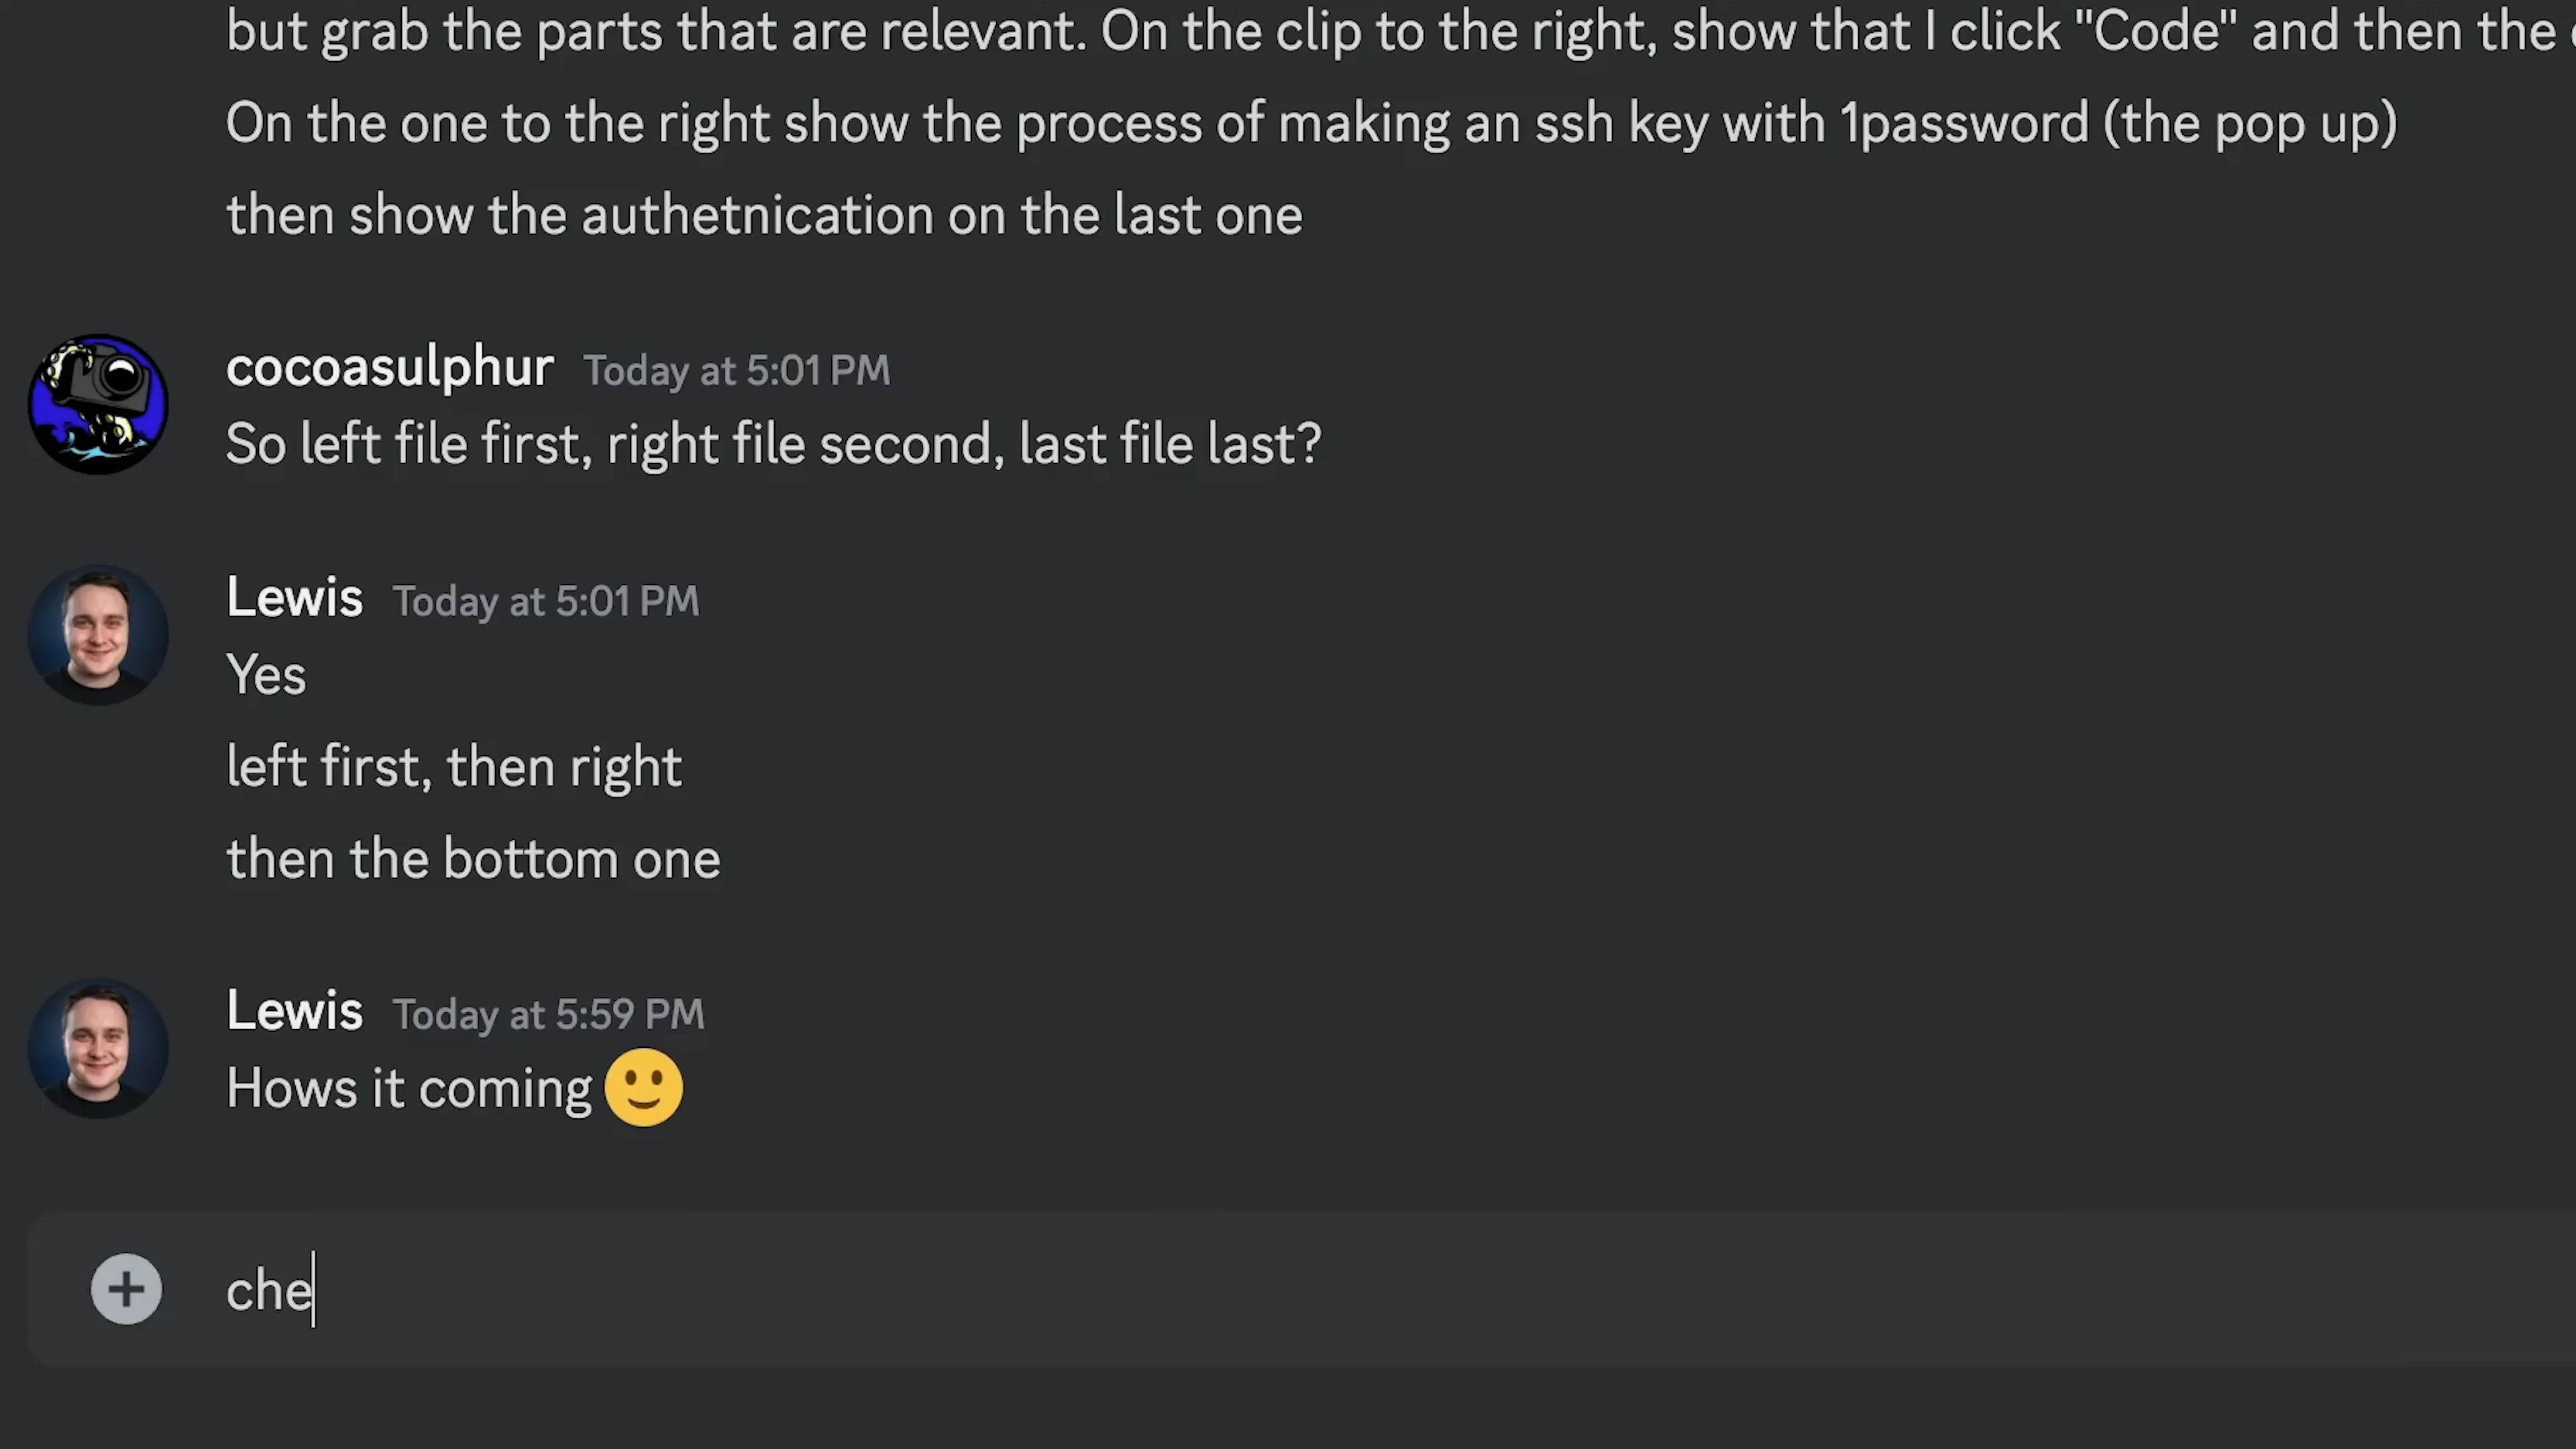 but grab the parts that are relevant. On the clip to the right, show that I click "Code" and then the
On the one to the right show the process of making an ssh key with 1password (the pop up)
then show the authetnication on the last one
cocoasulphur Today at 5:01 PM
So left file first, right file second, last file last?
Lewis Today at 5:01 PM
Yes
left first, then right
then the bottom one
Lewis Today at 5:59 PM
Hows it coming 🙂
che